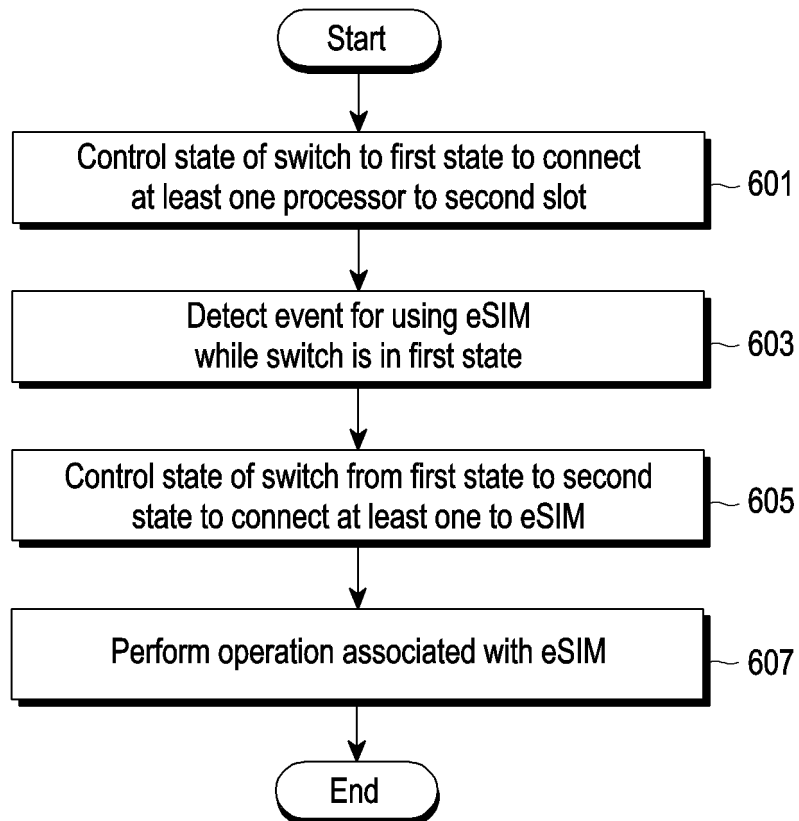 Start
Control state of switch to first state to connect
at least one processor to second slot
601
Detect event for using eSIM
while switch is in first state
603
Control state of switch from first state to second
state to connect at least one to eSIM
605
Perform operation associated with eSIM
607
End